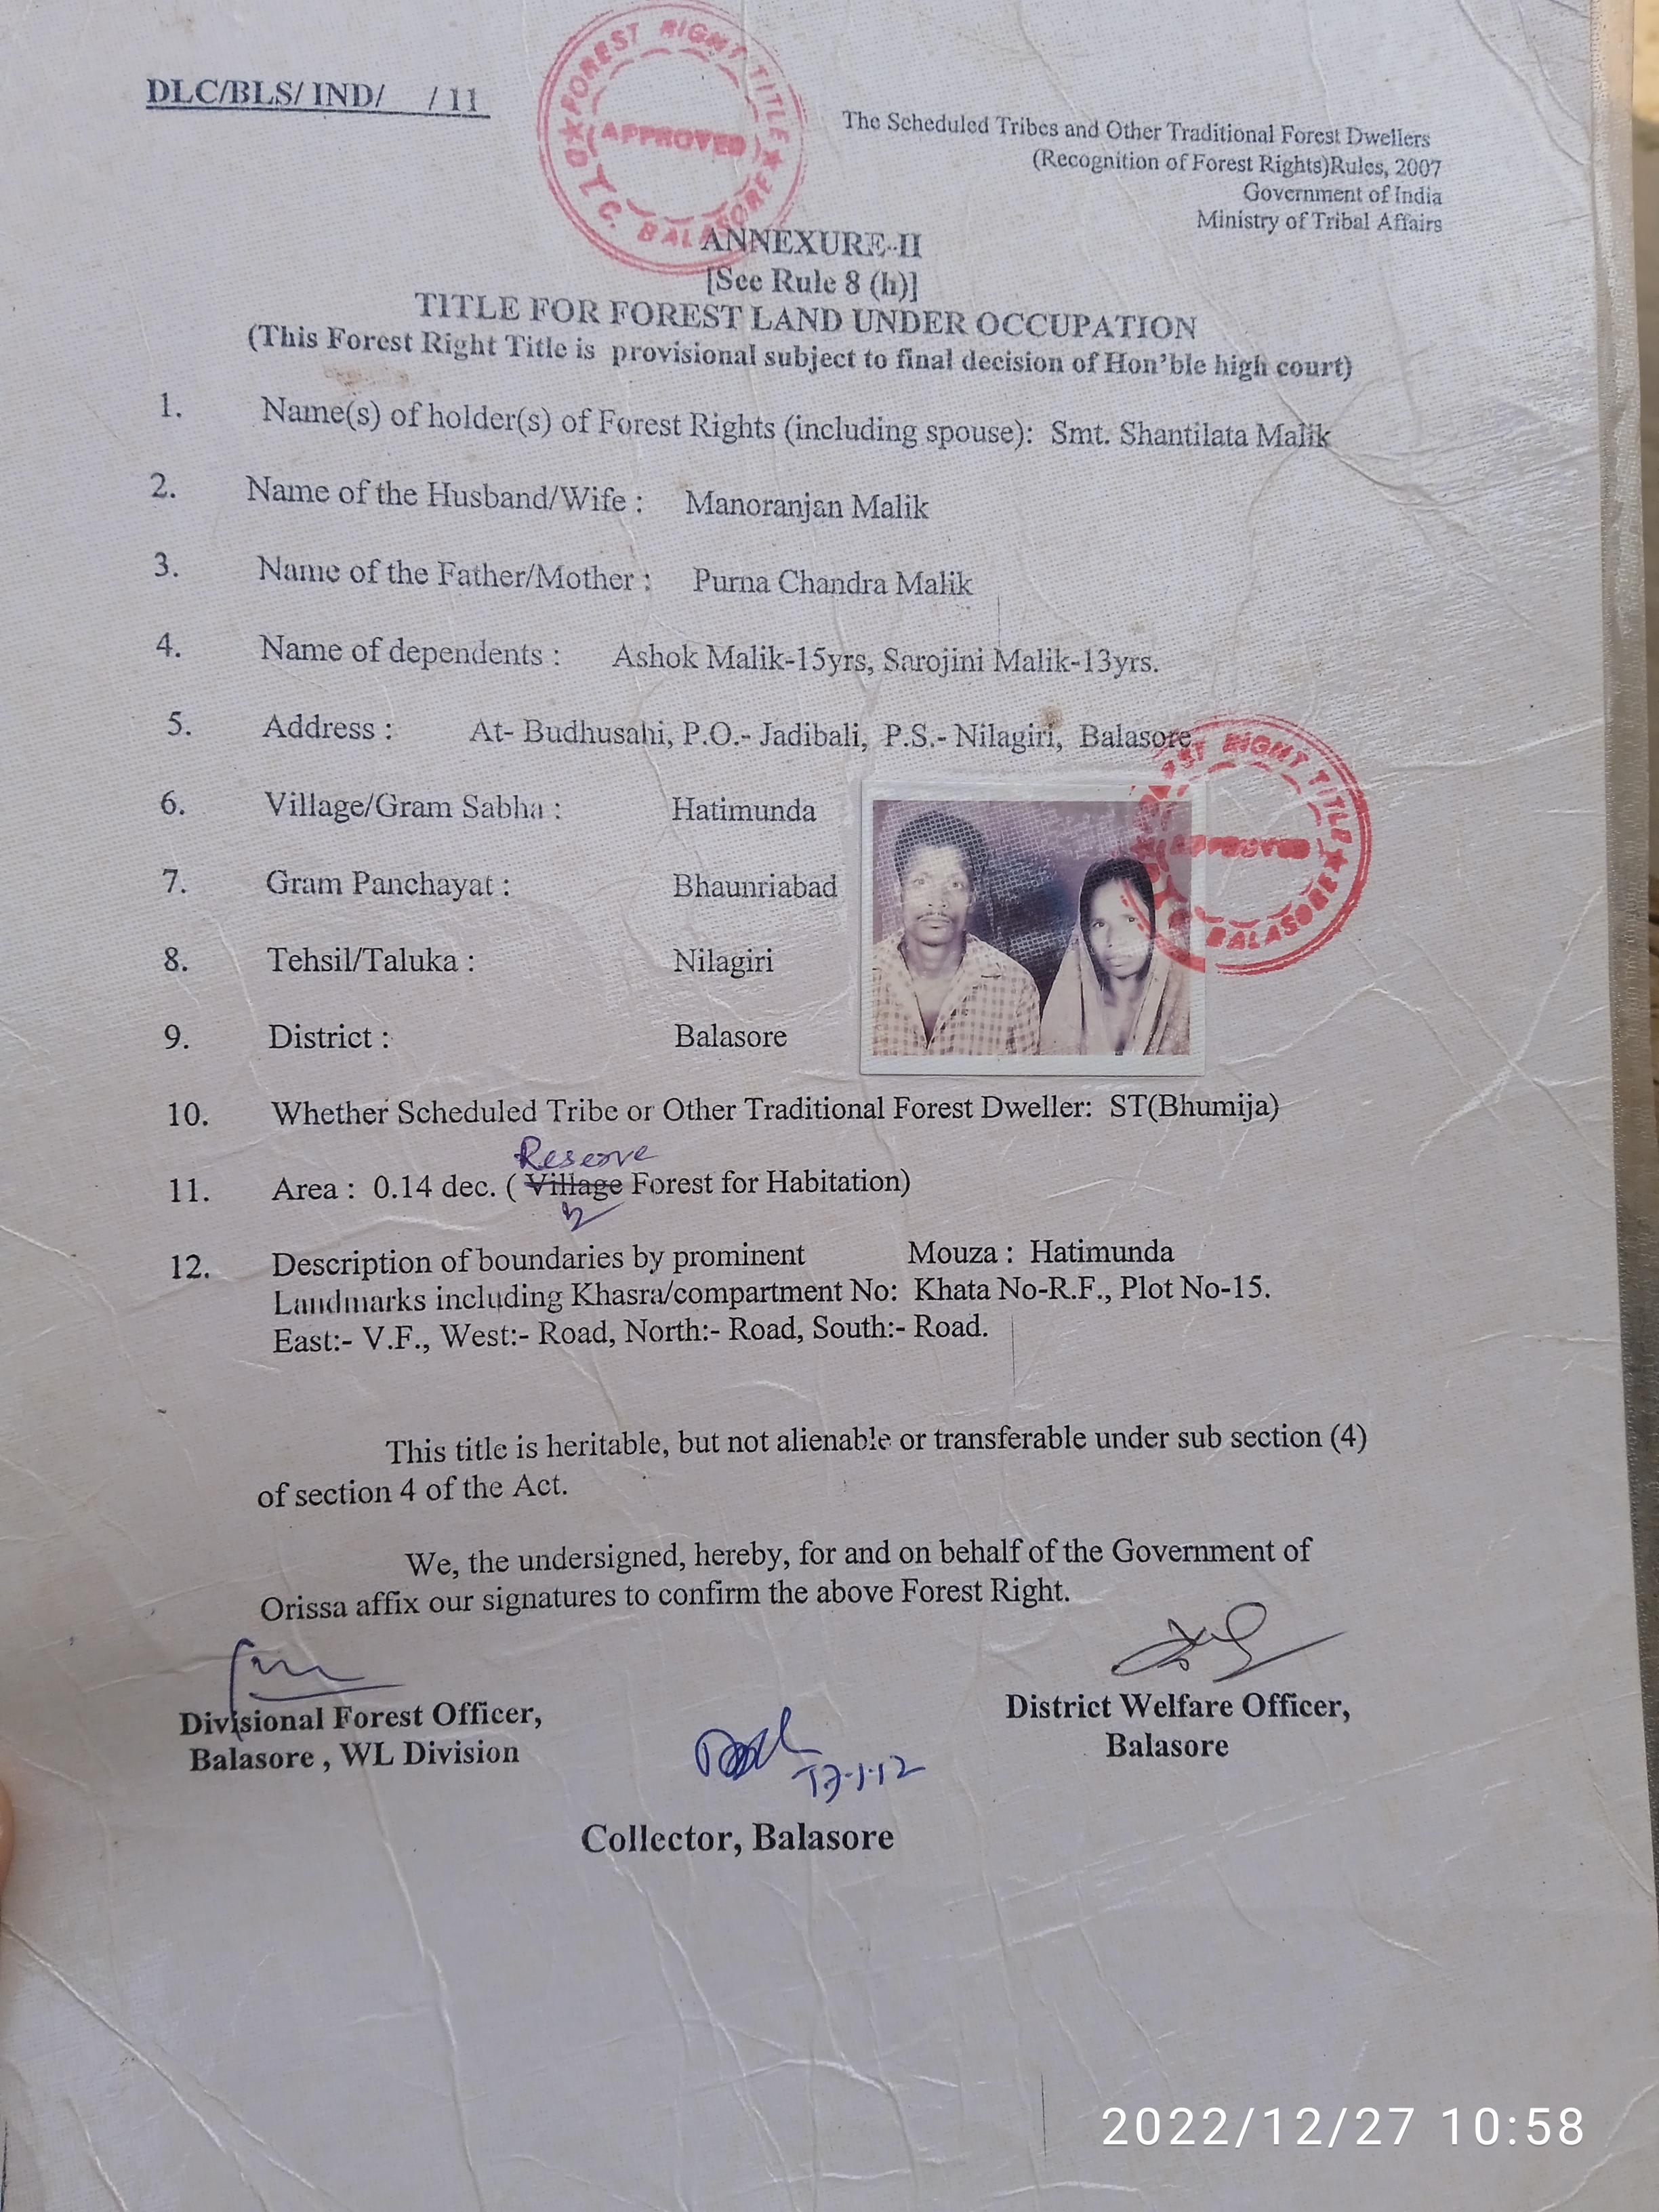 DLC/BLS/ IND/ / 11
FOREST RIGHT TITLE
APPROVED
D.L.C. BALASORE
The Scheduled Tribes and Other Traditional Forest Dwellers
(Recognition of Forest Rights)Rules, 2007
Government of India
Ministry of Tribal Affairs
ANNEXURE-II
[See Rule 8 (h)]
TITLE FOR FOREST LAND UNDER OCCUPATION
(This Forest Right Title is provisional subject to final decision of Hon'ble high court)
1. Name(s) of holder(s) of Forest Rights (including spouse): Smt. Shantilata Malik
2. Name of the Husband/Wife : Manoranjan Malik
3. Name of the Father/Mother : Purna Chandra Malik
4. Name of dependents : Ashok Malik-15yrs, Sarojini Malik-13yrs.
5. Address : At- Budhusahi, P.O.- Jadibali, P.S.- Nilagiri, Balasore
6. Village/Gram Sabha : Hatimunda
7. Gram Panchayat : Bhaunriabad
8. Tehsil/Taluka : Nilagiri
9. District : Balasore
RIGHT TITLE
APPROVED
BALASORE
10. Whether Scheduled Tribe or Other Traditional Forest Dweller: ST(Bhumija)
Reserve
11. Area : 0.14 dec. ( Village Forest for Habitation)
12. Description of boundaries by prominent Mouza : Hatimunda
Landmarks including Khasra/compartment No: Khata No-R.F., Plot No-15.
East:- V.F., West:- Road, North:- Road, South:- Road.
This title is heritable, but not alienable or transferable under sub section (4)
of section 4 of the Act.
We, the undersigned, hereby, for and on behalf of the Government of
Orissa affix our signatures to confirm the above Forest Right.
Divisional Forest Officer,
Balasore , WL Division
District Welfare Officer,
Balasore
17-1-12
Collector, Balasore
2022/12/27 10:58